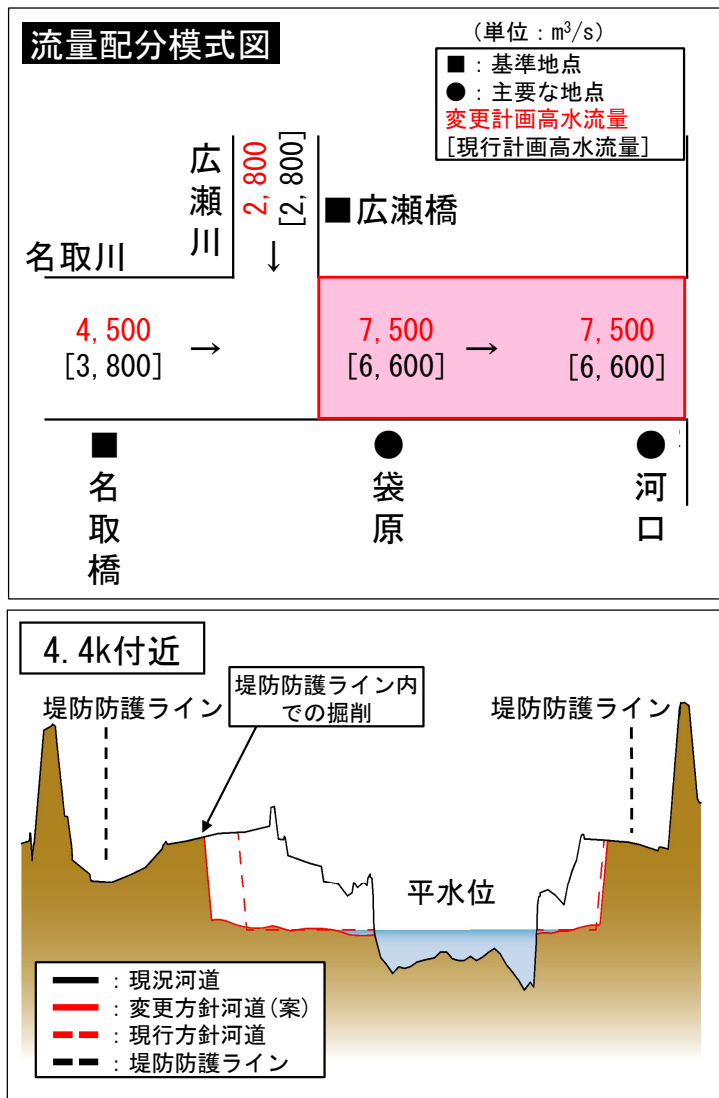 流量配分模式図
（単位：m³/s）
■：基準地点
●：主要な地点
変更計画高水流量
[現行計画高水流量]
広瀬川
2,800
[2,800]
↓
■広瀬橋
名取川
4,500
[3,800]
→
7,500
[6,600]
→
7,500
[6,600]
■
名取橋
●
袋原
●
河口
4.4k付近
堤防防護ライン
堤防防護ライン内
での掘削
堤防防護ライン
平水位
：現況河道
：変更方針河道(案)
：現行方針河道
：堤防防護ライン